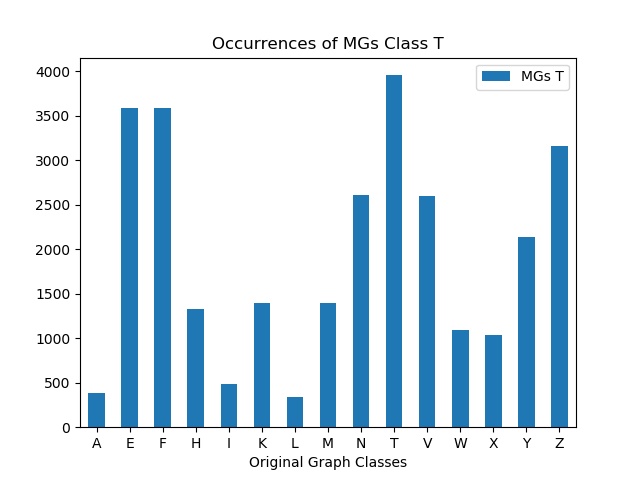 Occurrences of MGs Class T
MGs T
4000
3500
3000
2500
2000
1500
1000
500
0
A E F H I K L M N T V W X Y Z
Original Graph Classes